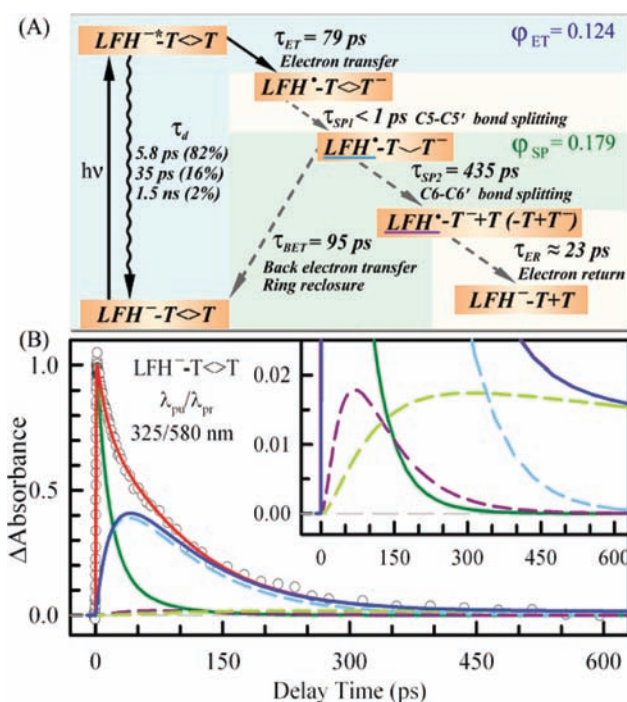 (A)
LFH⁻*-T<>T
τET = 79 ps
Electron transfer
φET = 0.124
LFH•-T<>T⁻
τSP1 < 1 ps C5-C5' bond splitting
φSP = 0.179
hν
τd
5.8 ps (82%)
35 ps (16%)
1.5 ns (2%)
LFH•-T‿T⁻
τSP2 = 435 ps
C6-C6' bond splitting
LFH•-T⁻+T (-T+T⁻)
τBET = 95 ps
Back electron transfer
Ring reclosure
τER ≈ 23 ps
Electron return
LFH⁻-T<>T
LFH⁻-T+T
(B)
LFH⁻-T<>T
λpu/λpr
325/580 nm
ΔAbsorbance
1.0
0.5
0.0
0.02
0.01
0.00
0 150 300 450 600
0 150 300 450 600
Delay Time (ps)